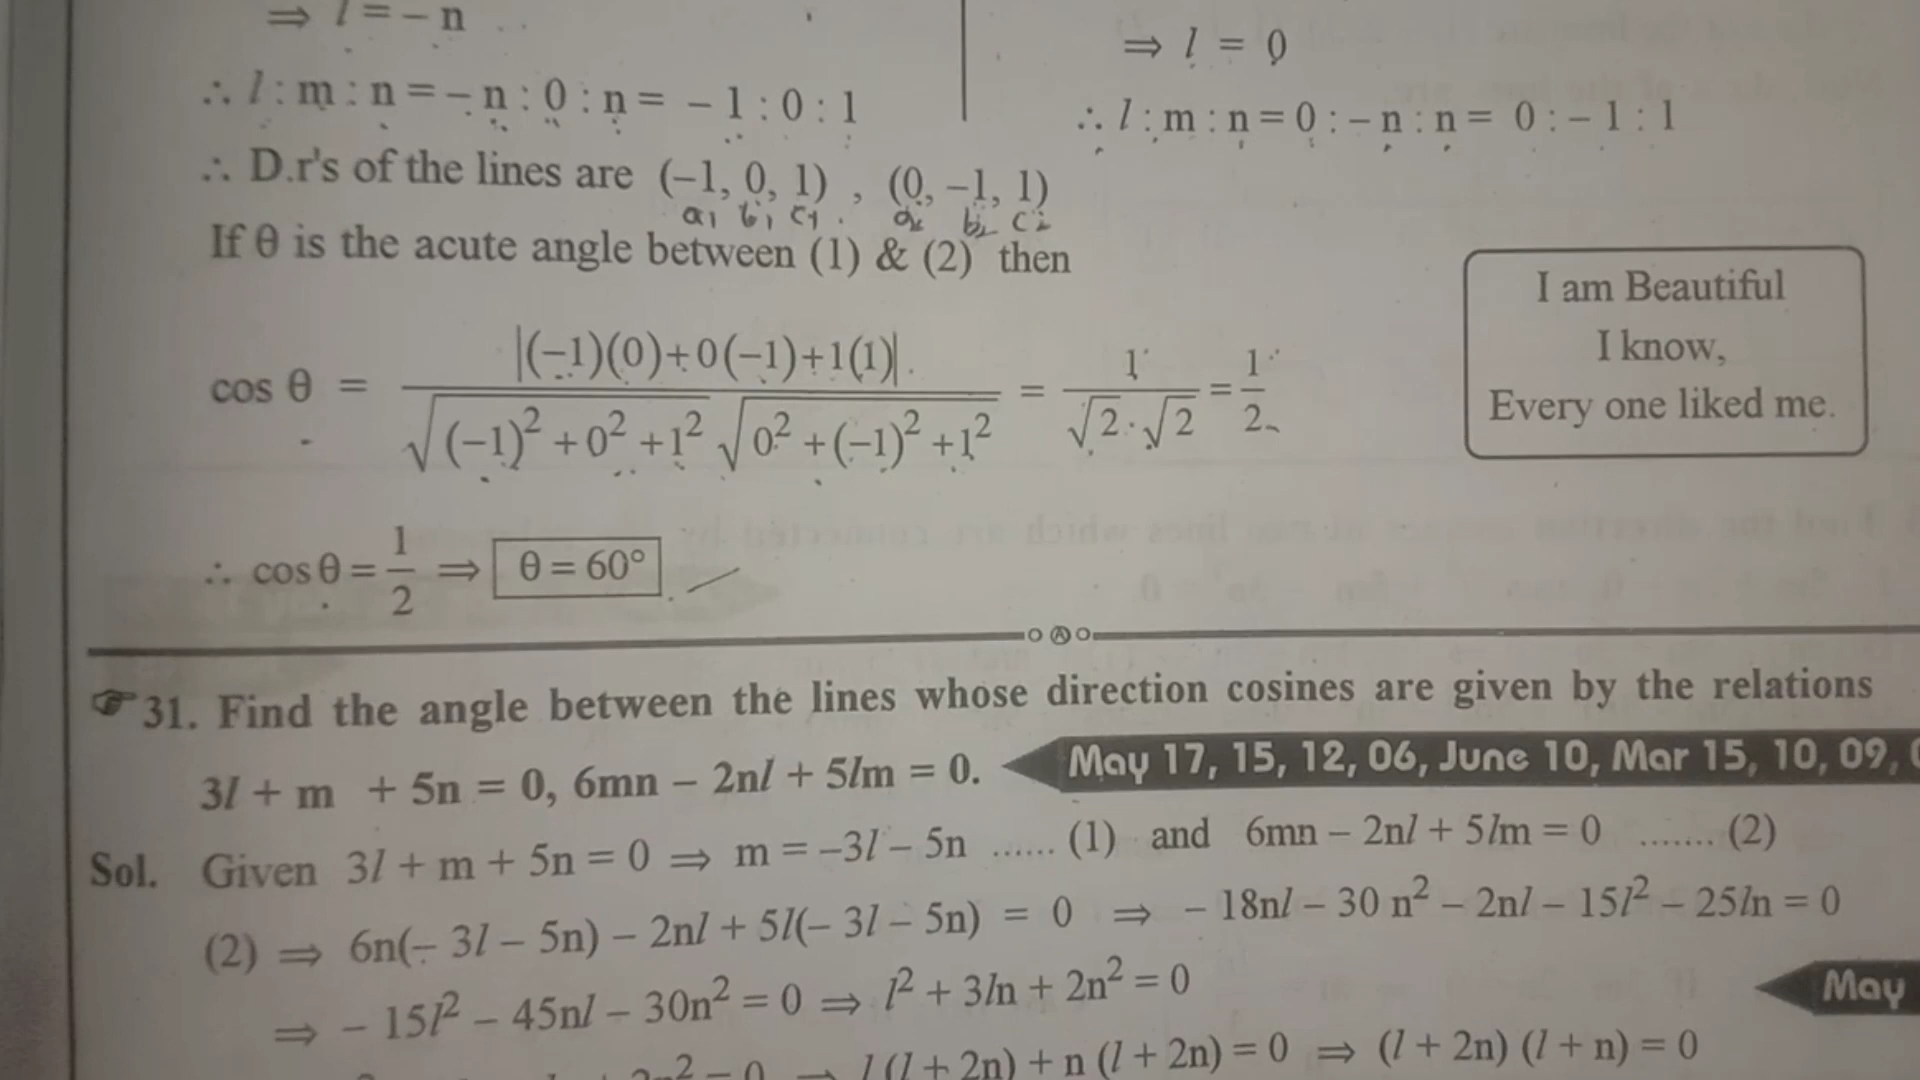 ⇒ l = – n
⇒ l = 0
∴ l : m : n = – n : 0 : n = – 1 : 0 : 1
∴ l : m : n = 0 : – n : n = 0 : – 1 : 1
∴ D.r's of the lines are (–1, 0, 1) , (0, –1, 1)
a1 b1 c1 a2 b2 c2
If θ is the acute angle between (1) & (2) then
cos θ = |(–1)(0)+0(–1)+1(1)| / √((–1)² + 0² + 1²) √(0² + (–1)² + 1²) = 1 / √2 . √2 = 1/2
I am Beautiful
I know,
Every one liked me.
∴ cos θ = 1/2 ⇒ θ = 60°
31. Find the angle between the lines whose direction cosines are given by the relations
3l + m + 5n = 0, 6mn – 2nl + 5lm = 0.
May 17, 15, 12, 06, June 10, Mar 15, 10, 09,
Sol. Given 3l + m + 5n = 0 ⇒ m = –3l – 5n ...... (1) and 6mn – 2nl + 5lm = 0 ....... (2)
(2) ⇒ 6n(– 3l – 5n) – 2nl + 5l(– 3l – 5n) = 0 ⇒ – 18nl – 30 n² – 2nl – 15l² – 25ln = 0
⇒ – 15l² – 45nl – 30n² = 0 ⇒ l² + 3ln + 2n² = 0
May
l (l + 2n) + n (l + 2n) = 0 ⇒ (l + 2n) (l + n) = 0